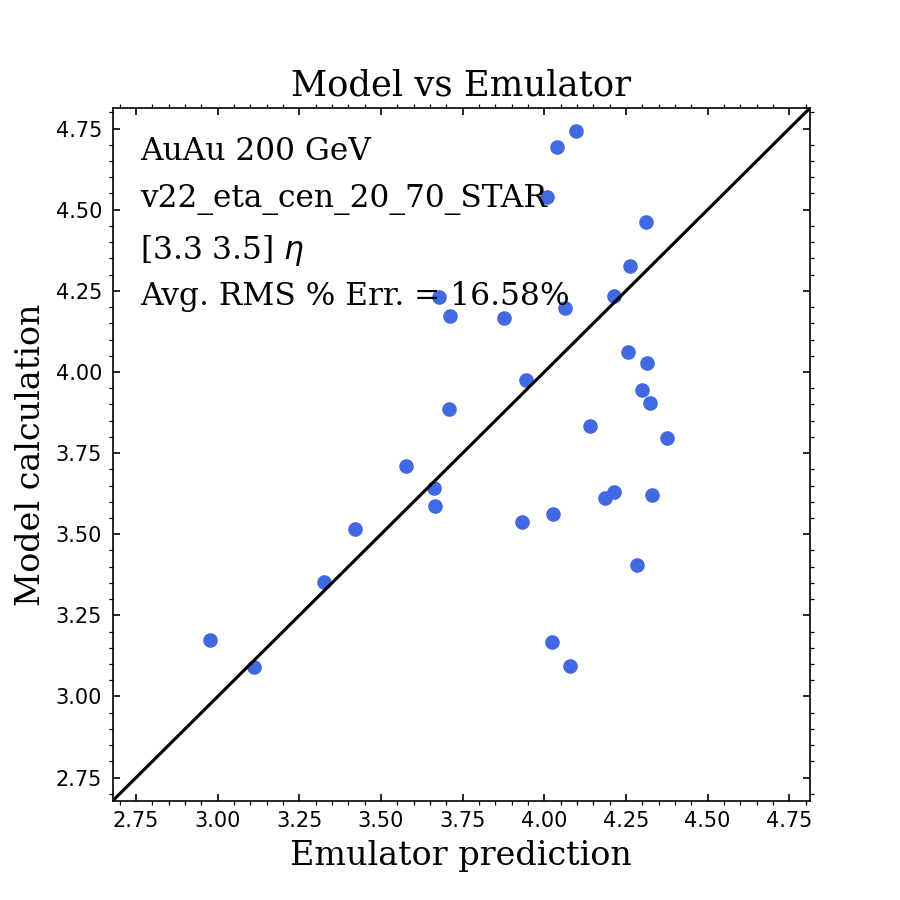 Model vs Emulator
AuAu 200 GeV
v22_eta_cen_20_70_STAR
[3.3 3.5] η
Avg. RMS % Err. = 16.58%
Model calculation
4.75
4.50
4.25
4.00
3.75
3.50
3.25
3.00
2.75
2.75 3.00 3.25 3.50 3.75 4.00 4.25 4.50 4.75
Emulator prediction